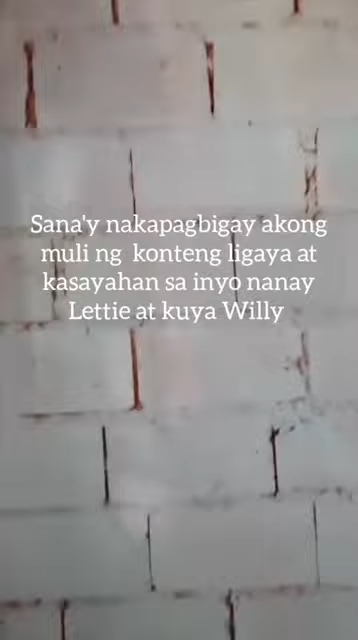 Sana'y nakapagbigay akong
muli ng konteng ligaya at
kasayahan sa inyo nanay
Lettie at kuya Willy